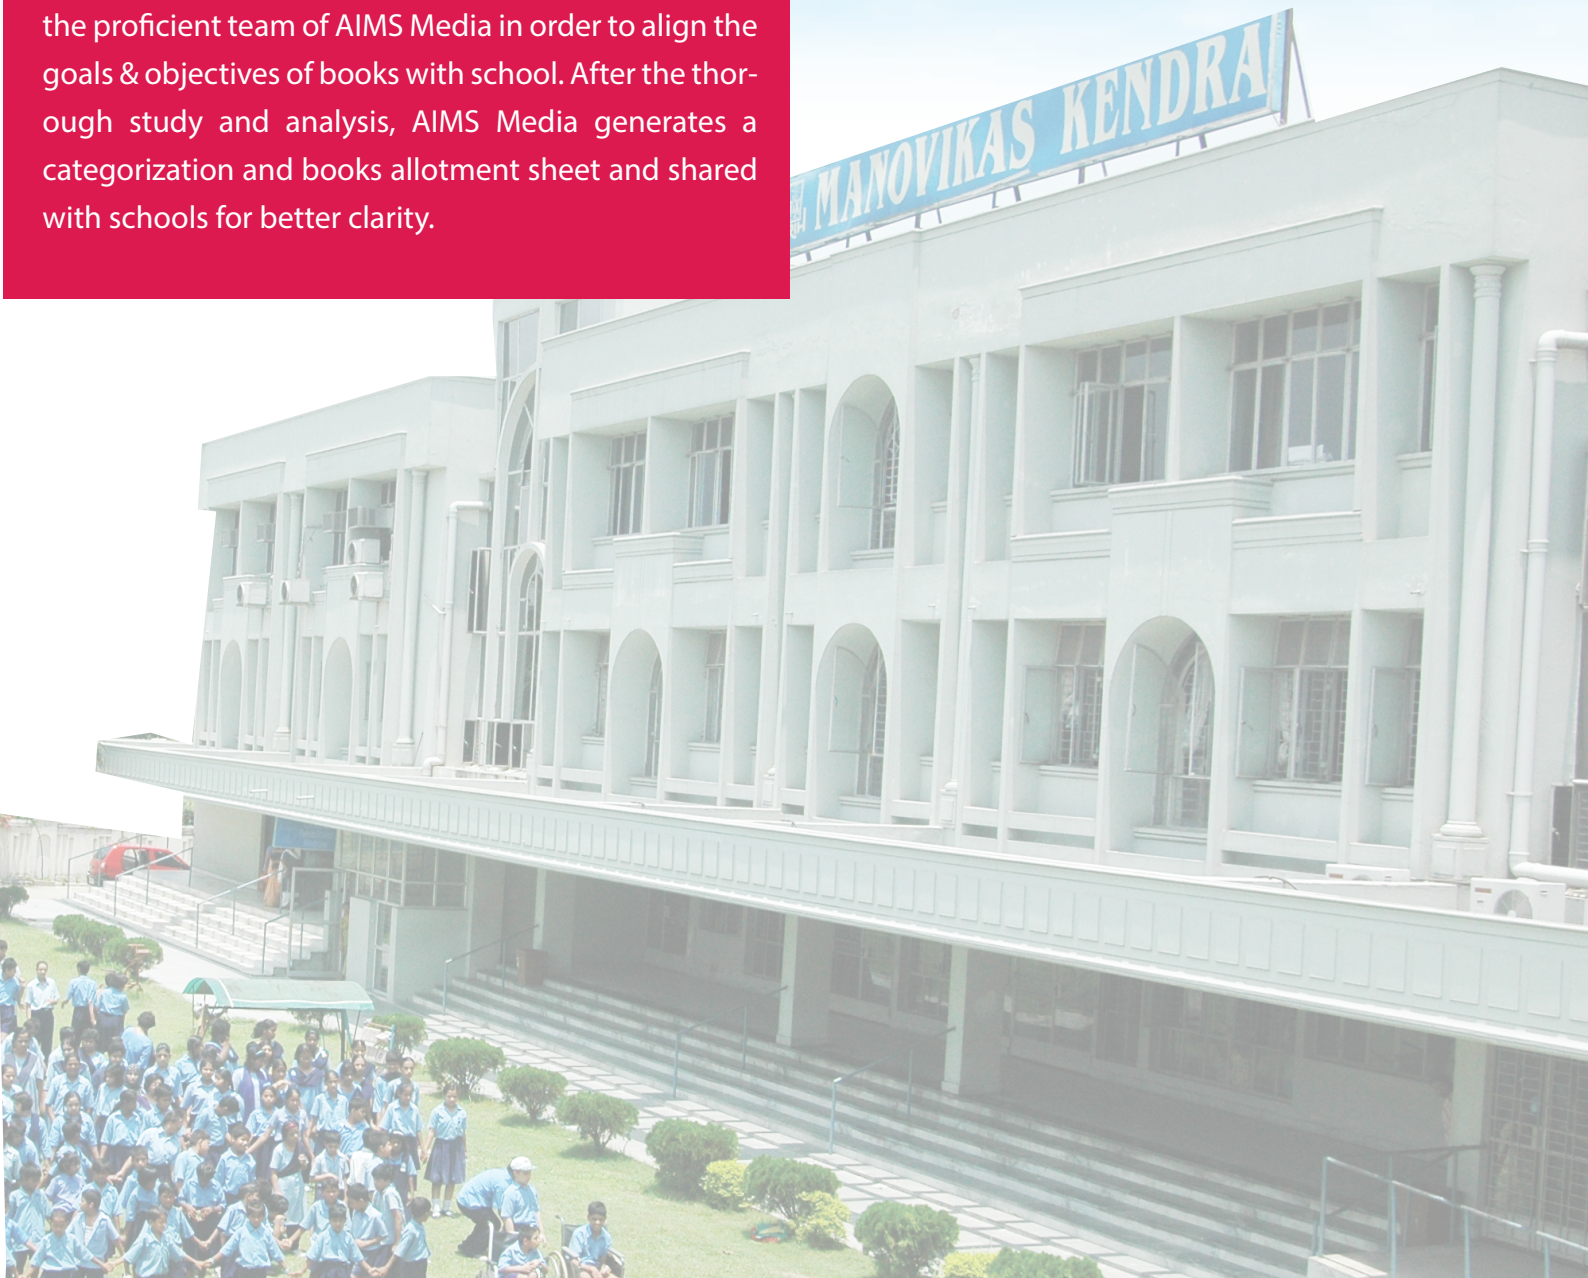 the proficient team of AIMS Media in order to align the
goals & objectives of books with school. After the thor-
ough study and analysis, AIMS Media generates a
categorization and books allotment sheet and shared
with schools for better clarity.
MANOVIKAS KENDRA